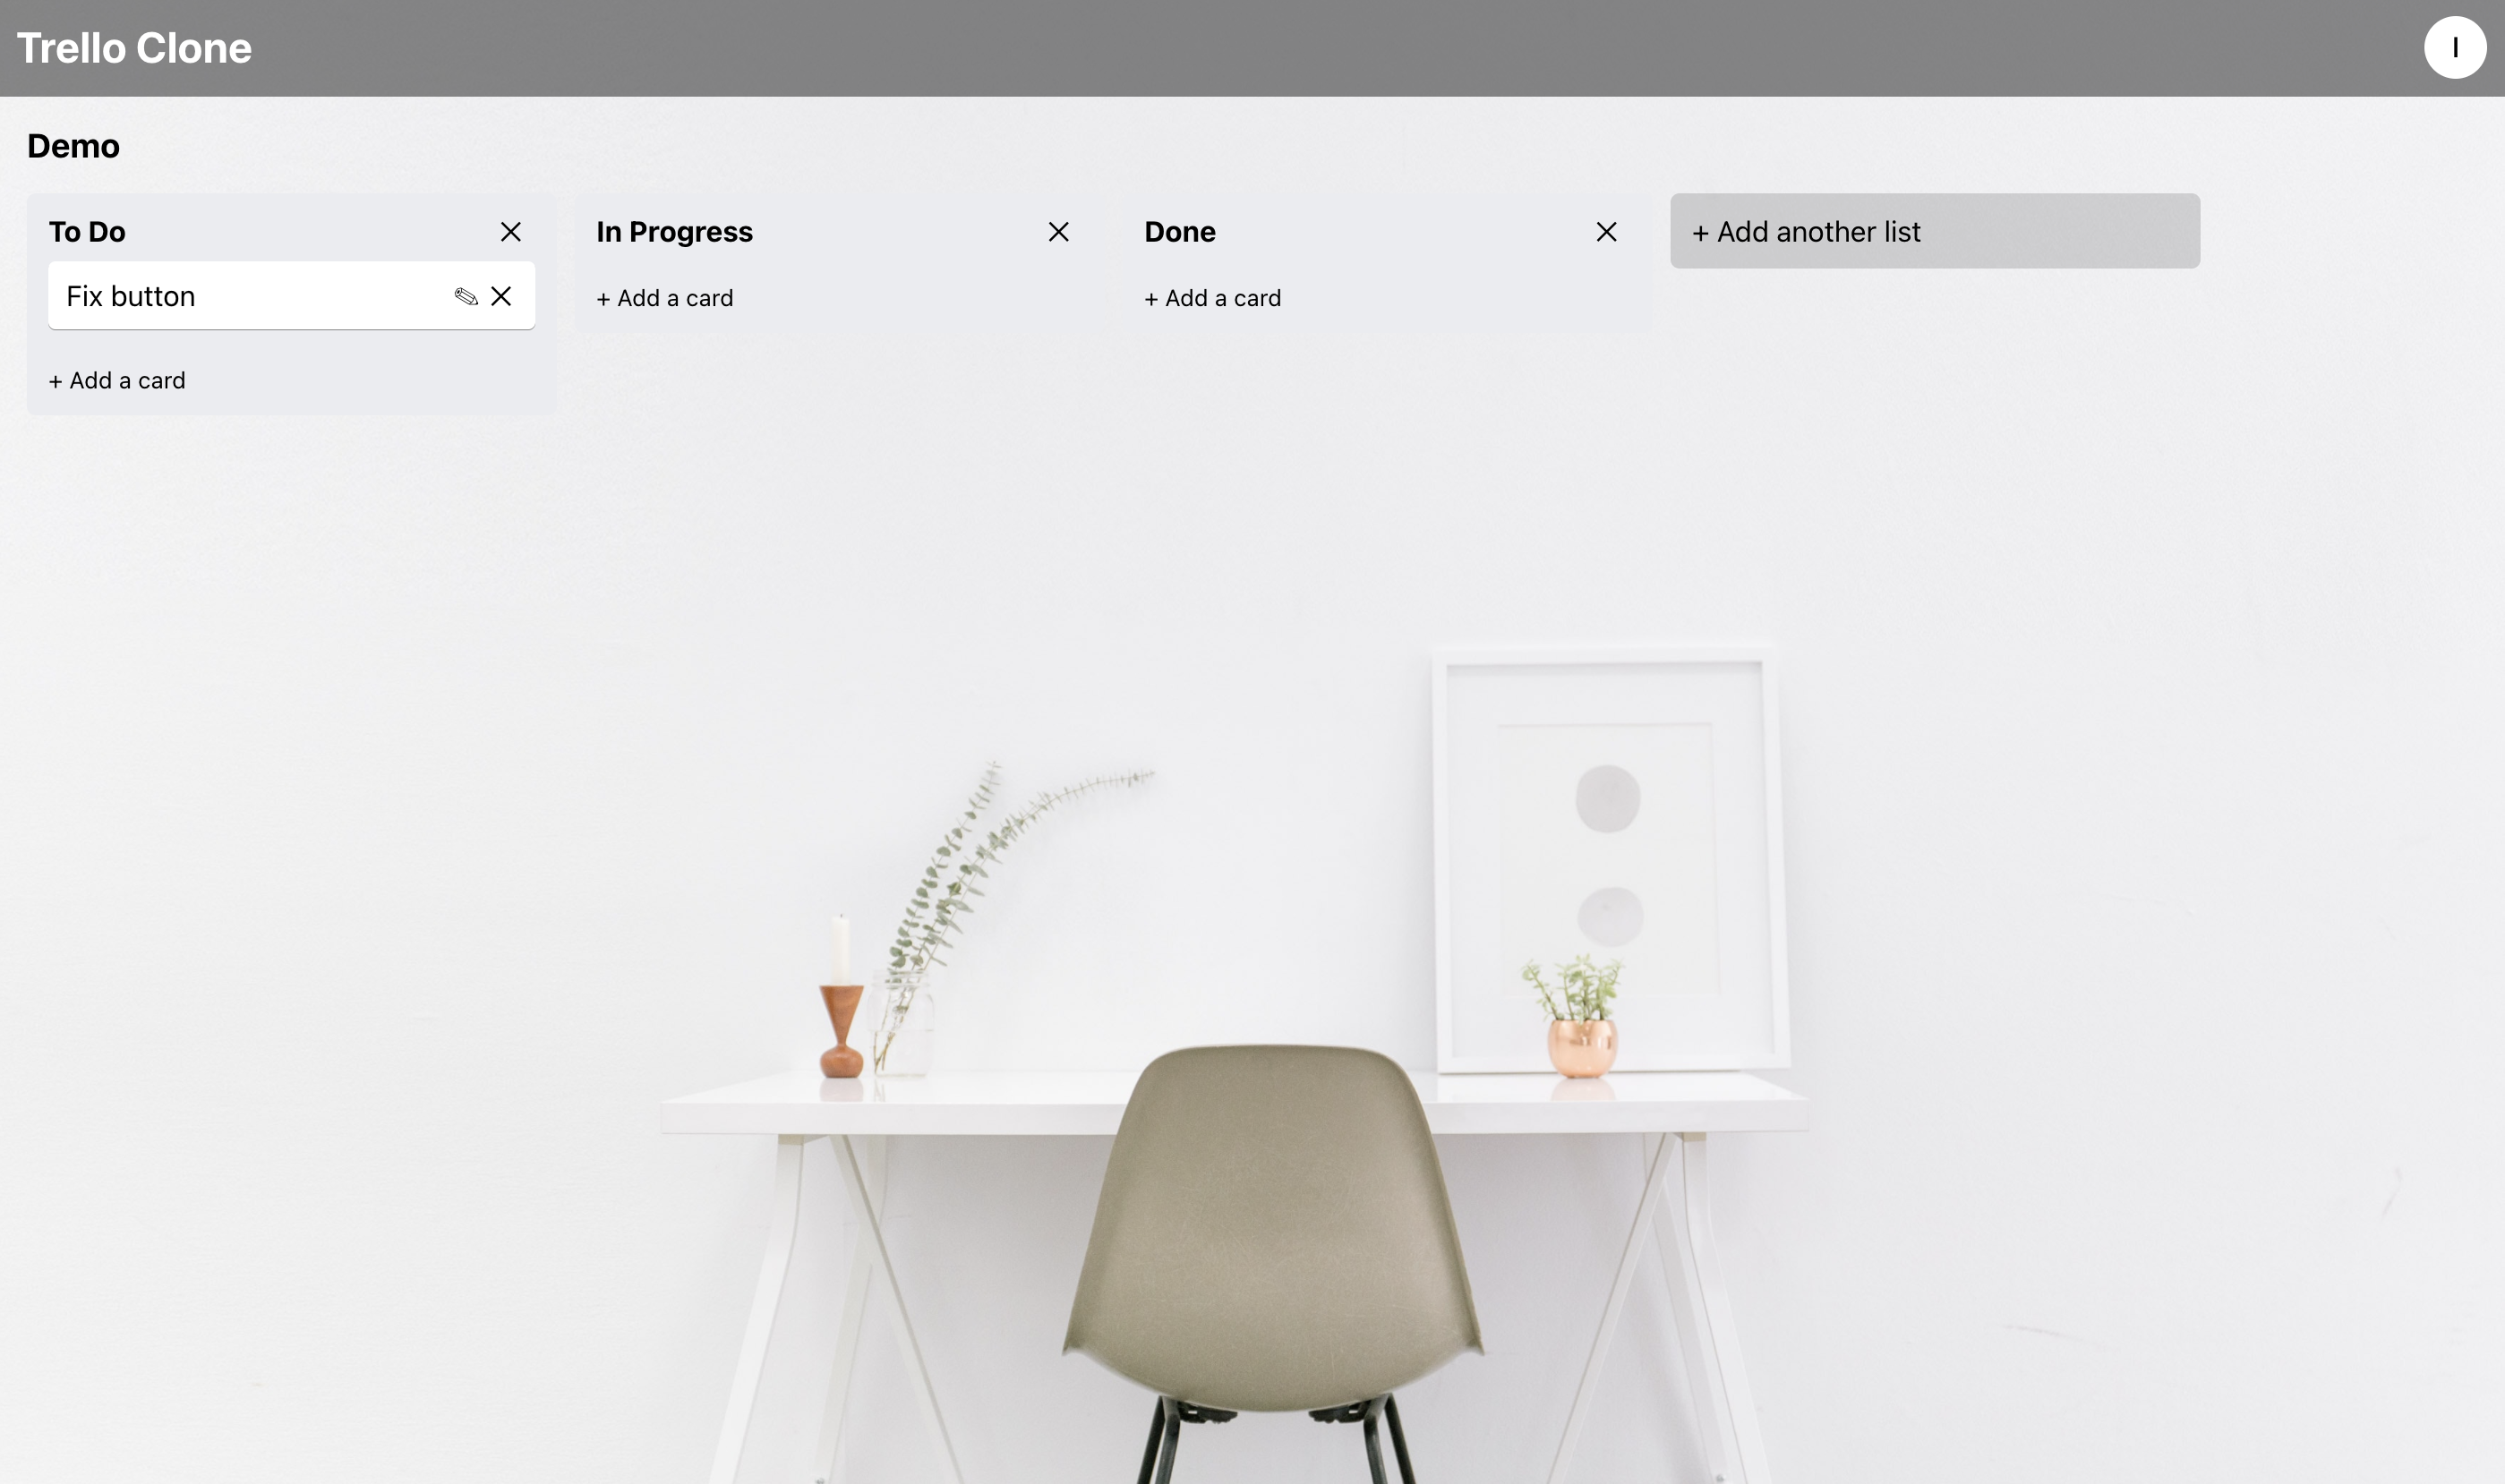 Trello Clone
I
Demo
To Do
Fix button
+ Add a card
In Progress
+ Add a card
Done
+ Add a card
+ Add another list